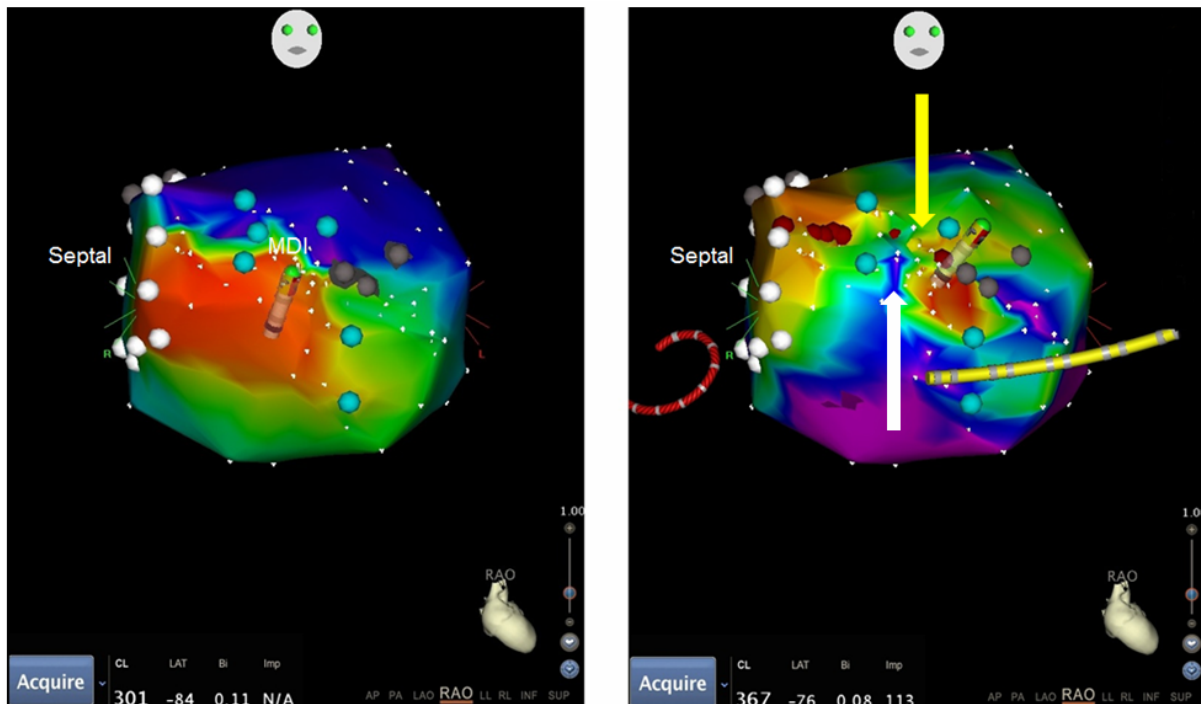 Septal
MDI
R
L
1.00
RAO
Acquire
CL LAT Bi Imp
301 -84 0.11 N/A
AP PA LAO RAO LL RL INF SUP
Septal
R
L
1.0
RAO
Acquire
CL LAT Bi Imp
367 -76 0.08 113
AP PA LAO RAO LL RL INF SUP